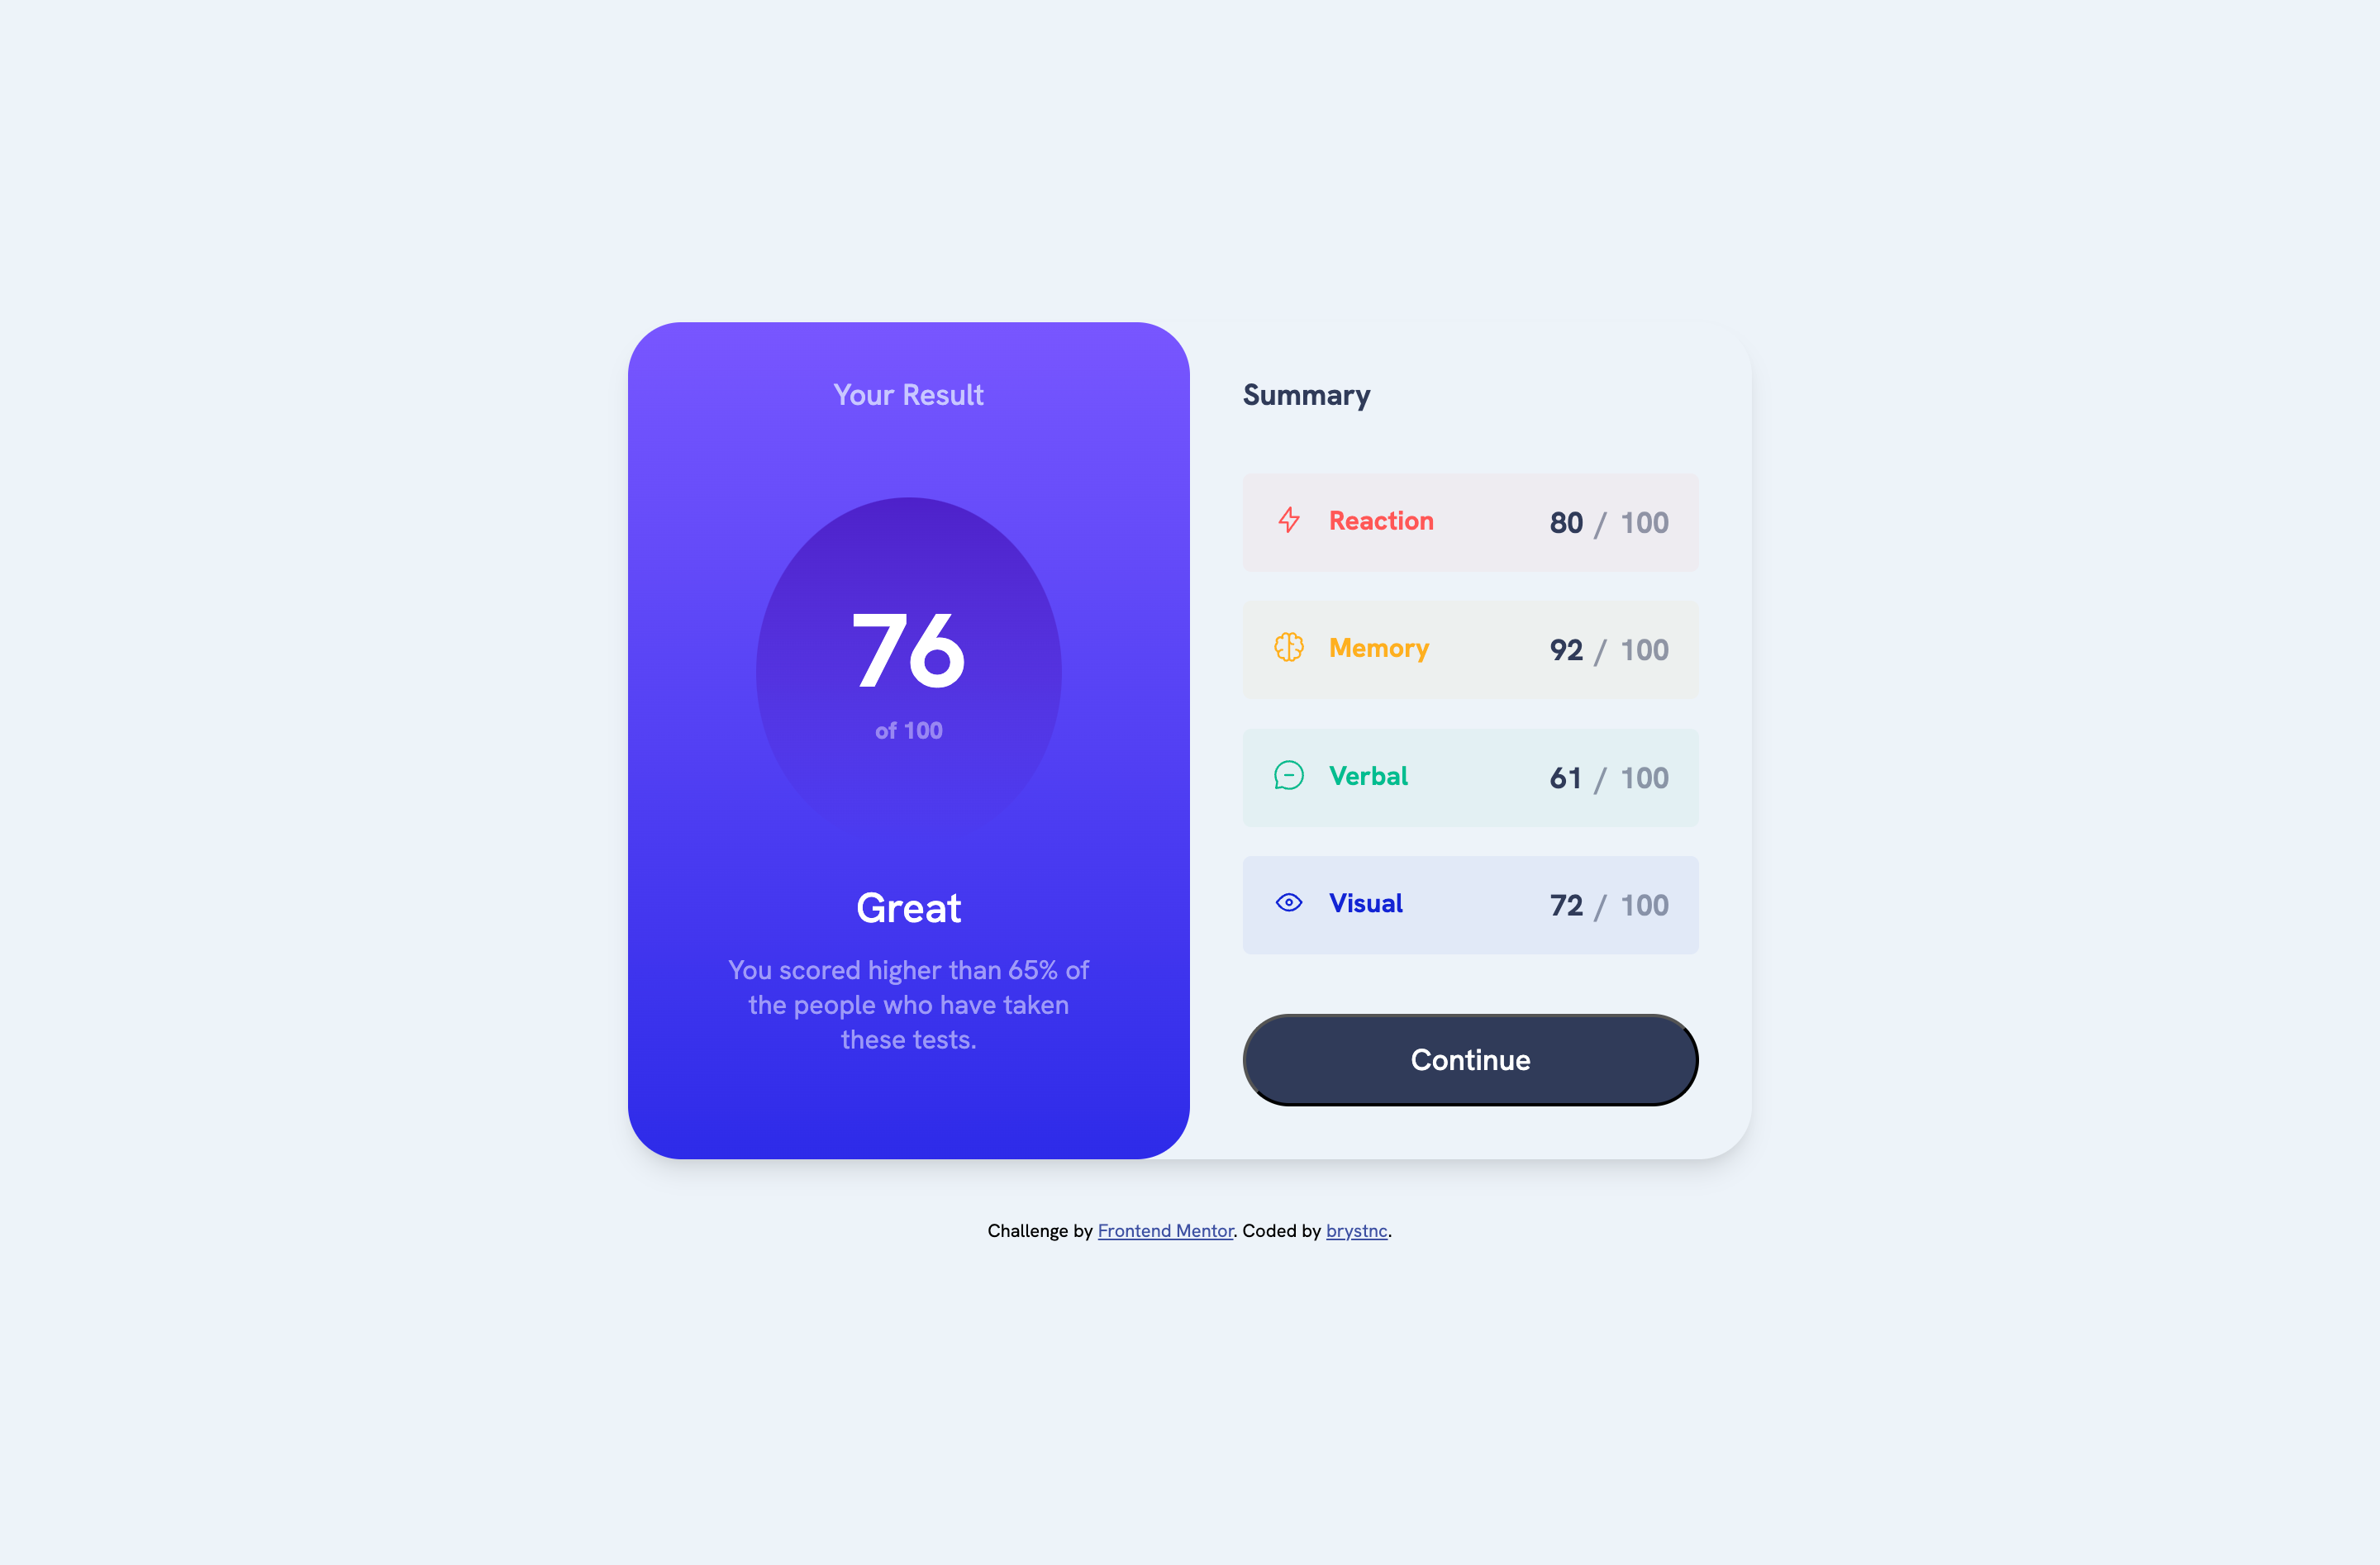 Your Result
76
of 100
Great
You scored higher than 65% of
the people who have taken
these tests.
Summary
Reaction 80 / 100
Memory 92 / 100
Verbal 61 / 100
Visual 72 / 100
Continue
Challenge by Frontend Mentor. Coded by brystnc.